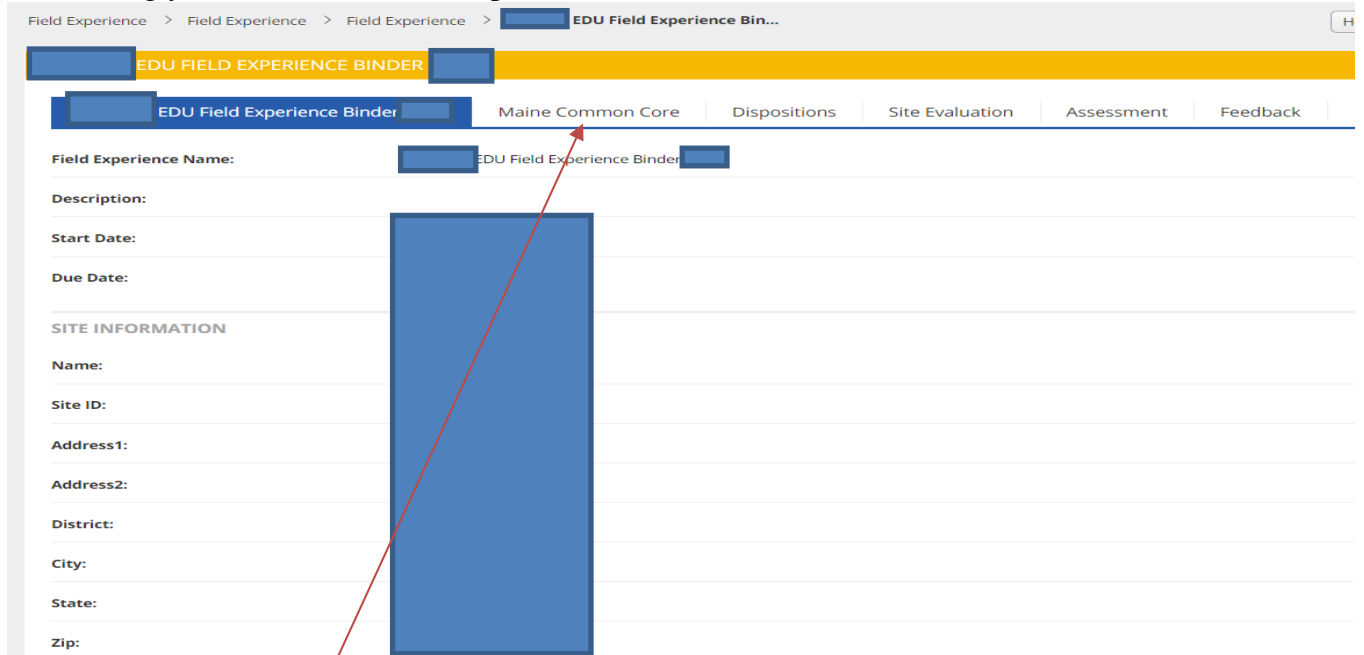 Field Experience > Field Experience > Field Experience > EDU Field Experience Bin...
EDU FIELD EXPERIENCE BINDER
EDU Field Experience Binder Maine Common Core Dispositions Site Evaluation Assessment Feedback
Field Experience Name: EDU Field Experience Binder
Description:
Start Date:
Due Date:
SITE INFORMATION
Name:
Site ID:
Address1:
Address2:
District:
City:
State:
Zip: